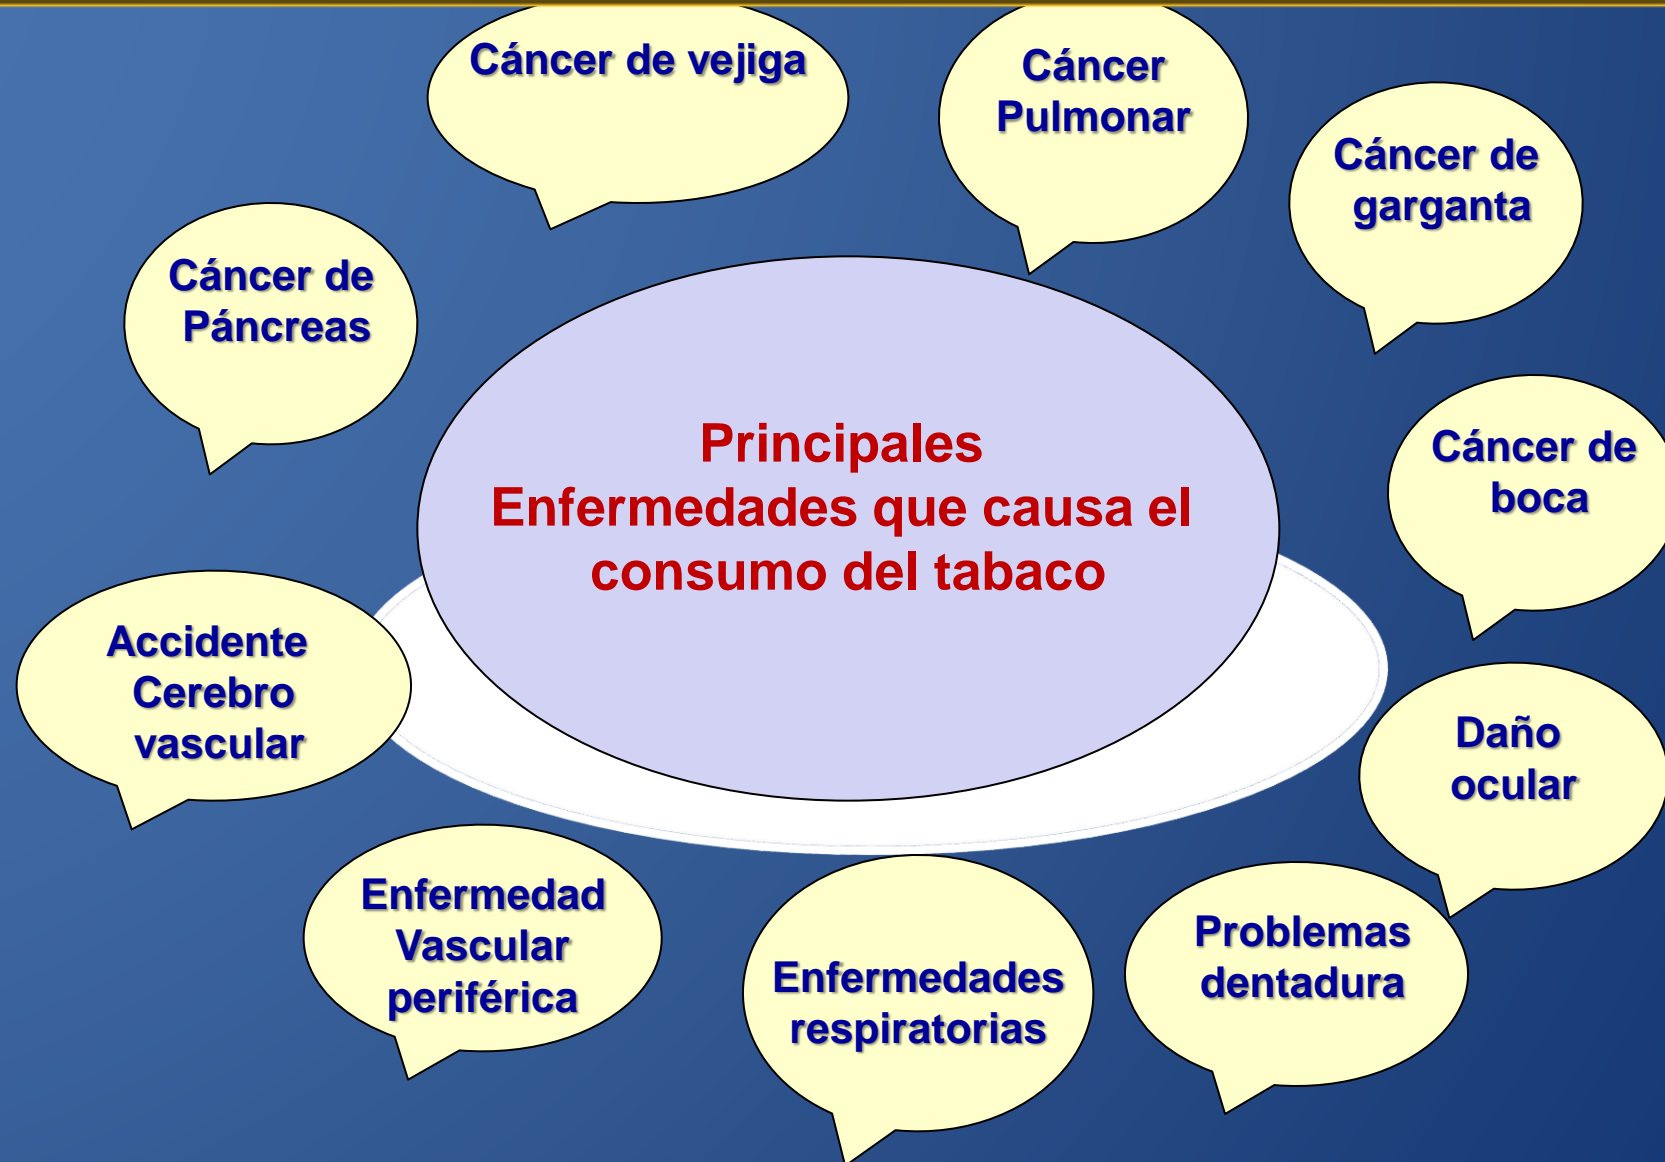 Cáncer de vejiga
Cáncer
Pulmonar
Cáncer de
garganta
Cáncer de
Páncreas
Principales
Enfermedades que causa el
consumo del tabaco
Cáncer de
boca
Accidente
Cerebro
vascular
Daño
ocular
Enfermedad
Vascular
periférica
Enfermedades
respiratorias
Problemas
dentadura